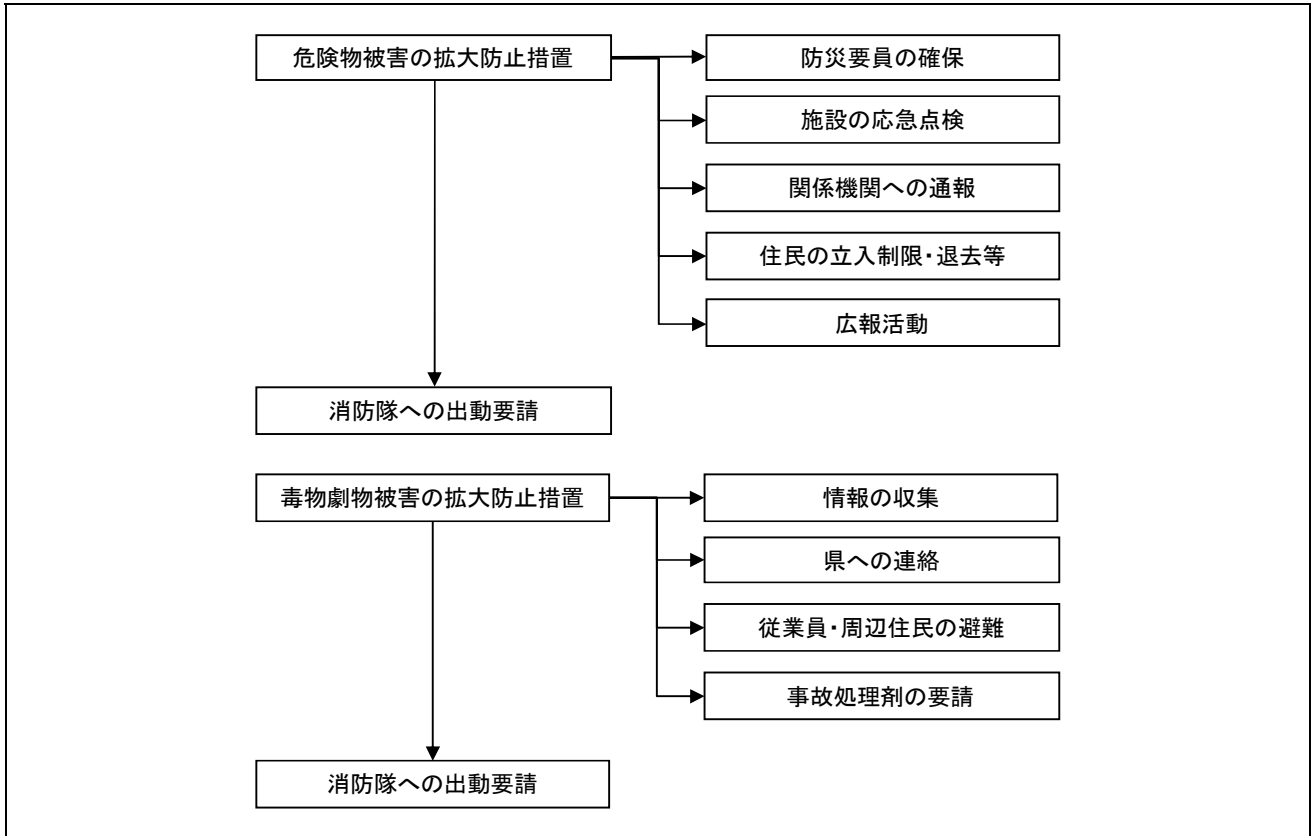 危険物被害の拡大防止措置
防災要員の確保
施設の応急点検
関係機関への通報
住民の立入制限・退去等
広報活動
消防隊への出動要請
毒物劇物被害の拡大防止措置
情報の収集
県への連絡
従業員・周辺住民の避難
事故処理剤の要請
消防隊への出動要請